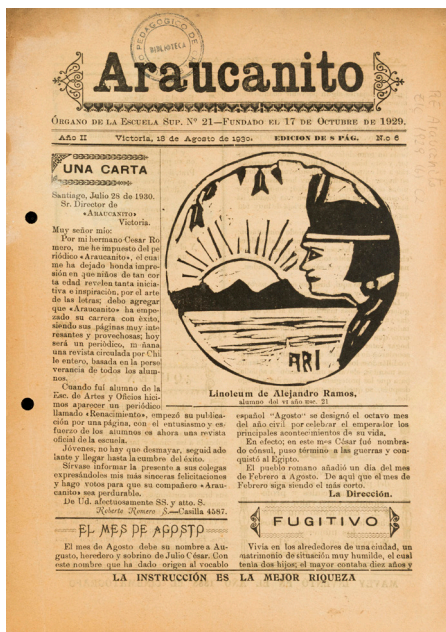 PEDAGOGICO DE
BIBLIOTECA
Araucanito
ÓRGANO DE LA ESCUELA SUP. Nº 21—FUNDADO EL 17 DE OCTUBRE DE 1929.
Año II Victoria, 18 de Agosto de 1930. EDICION DE 8 PÁG. N.o 6
UNA CARTA
Santiago, Julio 28 de 1930.
Sr. Director de
«ARAUCANITO»
Victoria.
Muy señor mio:
Por mi hermano Cesar Ro
mero, me he impuesto del pe
riódico «Araucanito», el cual
me ha dejado honda impre
sión en que niños de tan cor
ta edad revelen tanta inicia
tiva e inspiración, por el arte
de las letras; debo agregar
que «Araucanito» ha empe
zado su carrera con éxito,
siendo sus páginas muy inte
resantes y provechosas; hoy
será un periódico, m ñana
una revista circulada por Chi
le entero, basada en la perse
verancia de todos los alum
nos.
Cuando fuí alumno de la
Esc. de Artes y Oficios hici
mos aparecer un periódico
llamado «Renacimiento», empezó su publica
ción por una página, con el entusiasmo y es-
fuerzo de los alumnos es ahora una revista
oficial de la escuela.
Jóvenes, no hay que desmayar, seguid ade
lante y llegar hasta la cumbre del éxito.
Sírvase informar la presente a sus colegas
expresándoles mis más sinceras felicitaciones
y hago votos para que su compañero «Arau-
canito» sea perdurable.
De Ud. afectuosamente SS. y atto. S.
Roberto Romero S.—Casilla 4587.
EL MES DE AGOSTO
El mes de Agosto debe su nombre a Au-
gusto, heredero y sobrino de Julio César. Con
este nombre que ha dado origen al vocablo
ARI
Linoleum de Alejandro Ramos.
alumno del VI año esc. 21
español "Agosto" se designó el octavo mes
del año civil por celebrar el emperador los
principales acontecimientos de su vida.
En efecto; en este mes César fué nombra-
do cónsul, puso término a las guerras y con-
quistó el Egipto.
El pueblo romano añadió un día del mes
de Febrero a Agosto. De aquí que el mes de
Febrero siga siendo el más corto.
La Dirección.
FUGITIVO
Vivía en los alrededores de una ciudad, un
matrimonio de situación muy humilde, el cual
tenía dos hijos; el mayor contaba diez años y
LA INSTRUCCIÓN ES LA MEJOR RIQUEZA